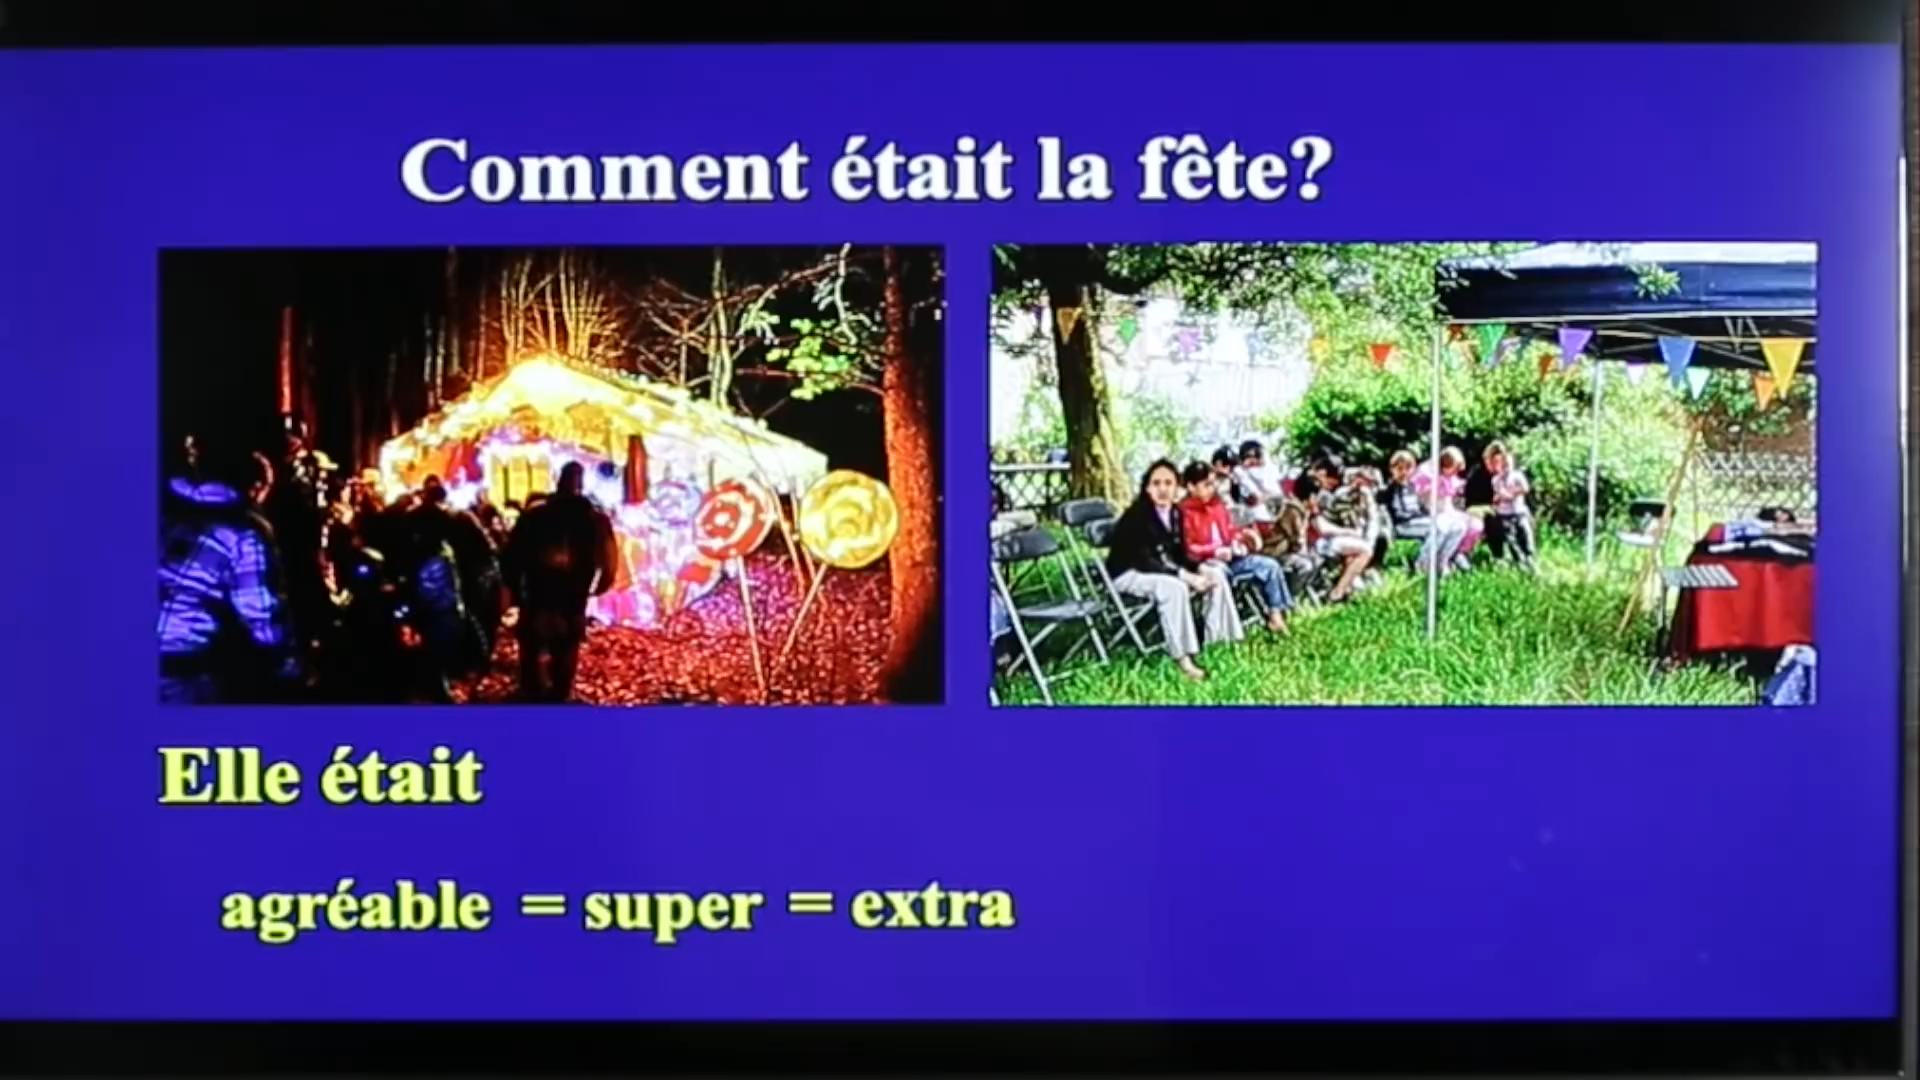 Comment était la fête?
Elle était
agréable = super = extra